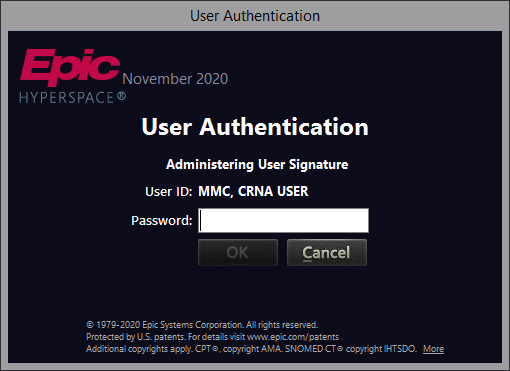 User Authentication
Epic
November 2020
HYPERSPACE®
User Authentication
Administering User Signature
User ID: MMC, CRNA USER
Password:
OK Cancel
© 1979-2020 Epic Systems Corporation. All rights reserved.
Protected by U.S. patents. For details visit www.epic.com/patents
Additional copyrights apply. CPT©, copyright AMA. SNOMED CT© copyright IHTSDO. More